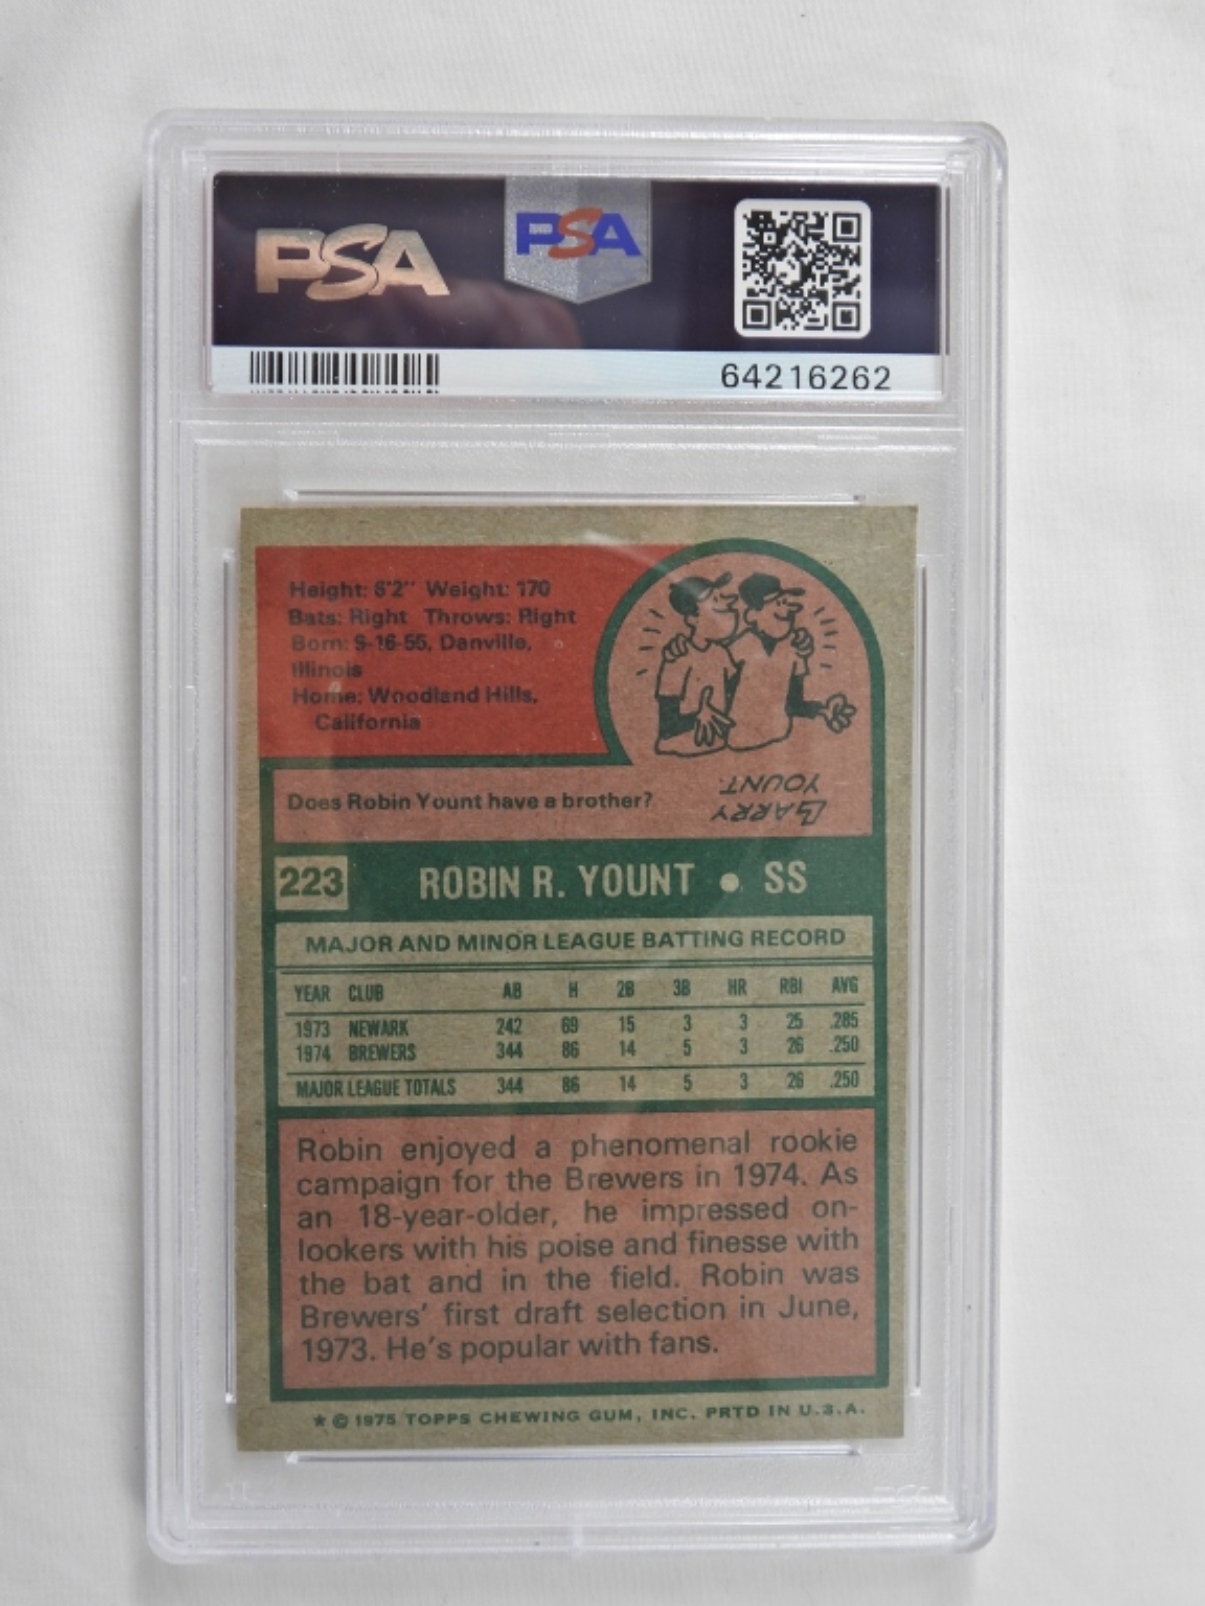 PSA
PSA
64216262
Height: 6'2" Weight: 170
Bats: Right Throws: Right
Born: 9-16-55, Danville,
Illinois
Home: Woodland Hills,
California
Does Robin Yount have a brother?
LARRY
YOUNT.
223 ROBIN R. YOUNT • SS
MAJOR AND MINOR LEAGUE BATTING RECORD
YEAR CLUB AB H 2B 3B HR RBI AVG
1973 NEWARK 242 69 15 3 3 25 .285
1974 BREWERS 344 86 14 5 3 26 .250
MAJOR LEAGUE TOTALS 344 86 14 5 3 26 .250
Robin enjoyed a phenomenal rookie
campaign for the Brewers in 1974. As
an 18-year-older, he impressed on-
lookers with his poise and finesse with
the bat and in the field. Robin was
Brewers' first draft selection in June,
1973. He's popular with fans.
* © 1975 TOPPS CHEWING GUM, INC. PRTD IN U.S.A.
PSA